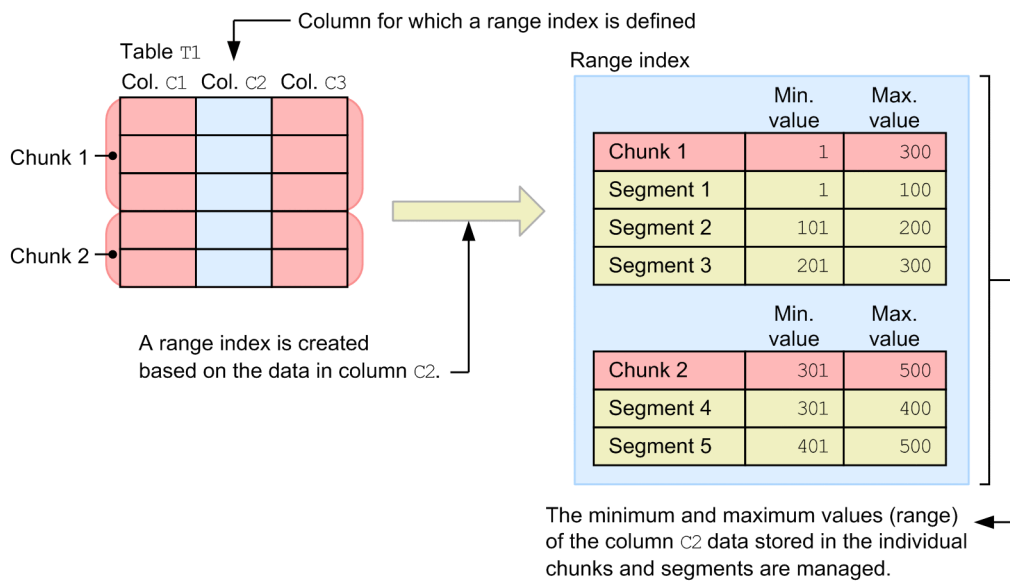 Column for which a range index is defined
Table T1
Col. C1 Col. C2 Col. C3
Chunk 1
Chunk 2
A range index is created
based on the data in column C2.
Range index
Min. value Max. value
Chunk 1 1 300
Segment 1 1 100
Segment 2 101 200
Segment 3 201 300
Min. value Max. value
Chunk 2 301 500
Segment 4 301 400
Segment 5 401 500
The minimum and maximum values (range)
of the column C2 data stored in the individual
chunks and segments are managed.